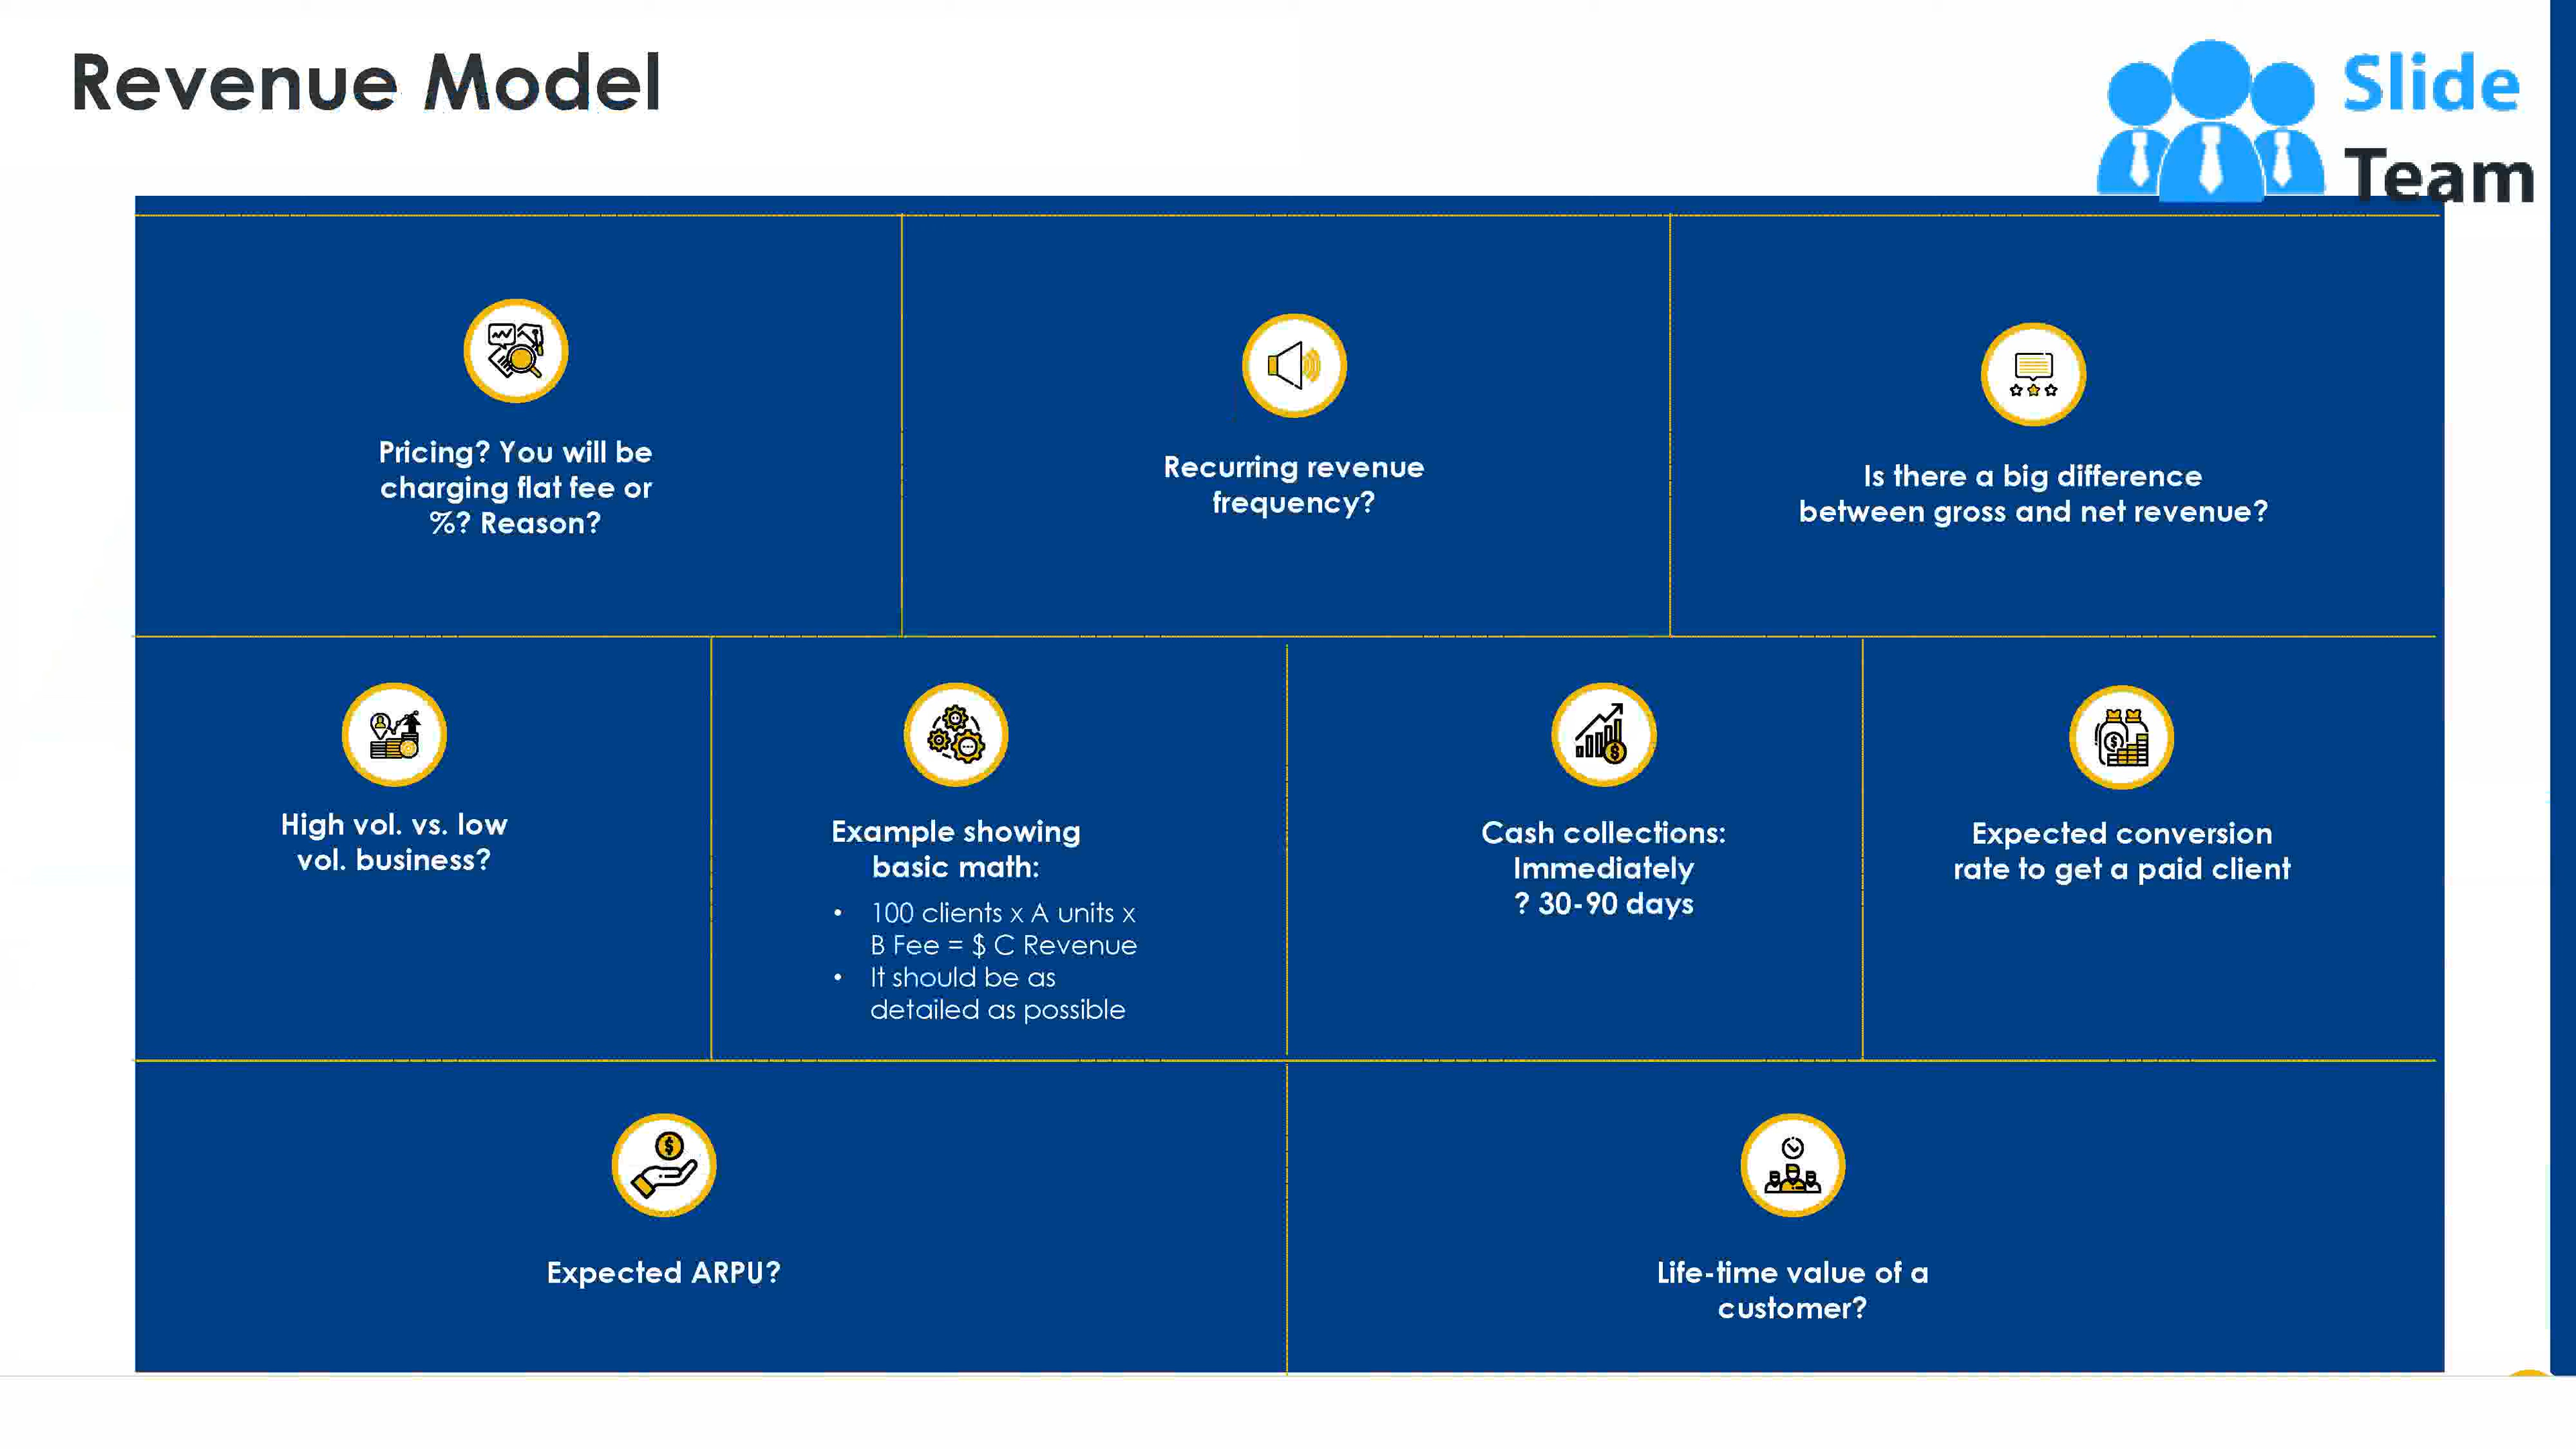 Revenue Model
Slide
Team
Pricing? You will be
charging flat fee or
%? Reason?
Recurring revenue
frequency?
Is there a big difference
between gross and net revenue?
High vol. vs. low
vol. business?
Example showing
basic math:
• 100 clients x A units x
B Fee = $ C Revenue
• It should be as
detailed as possible
Cash collections:
Immediately
? 30-90 days
Expected conversion
rate to get a paid client
Expected ARPU?
Life-time value of a
customer?